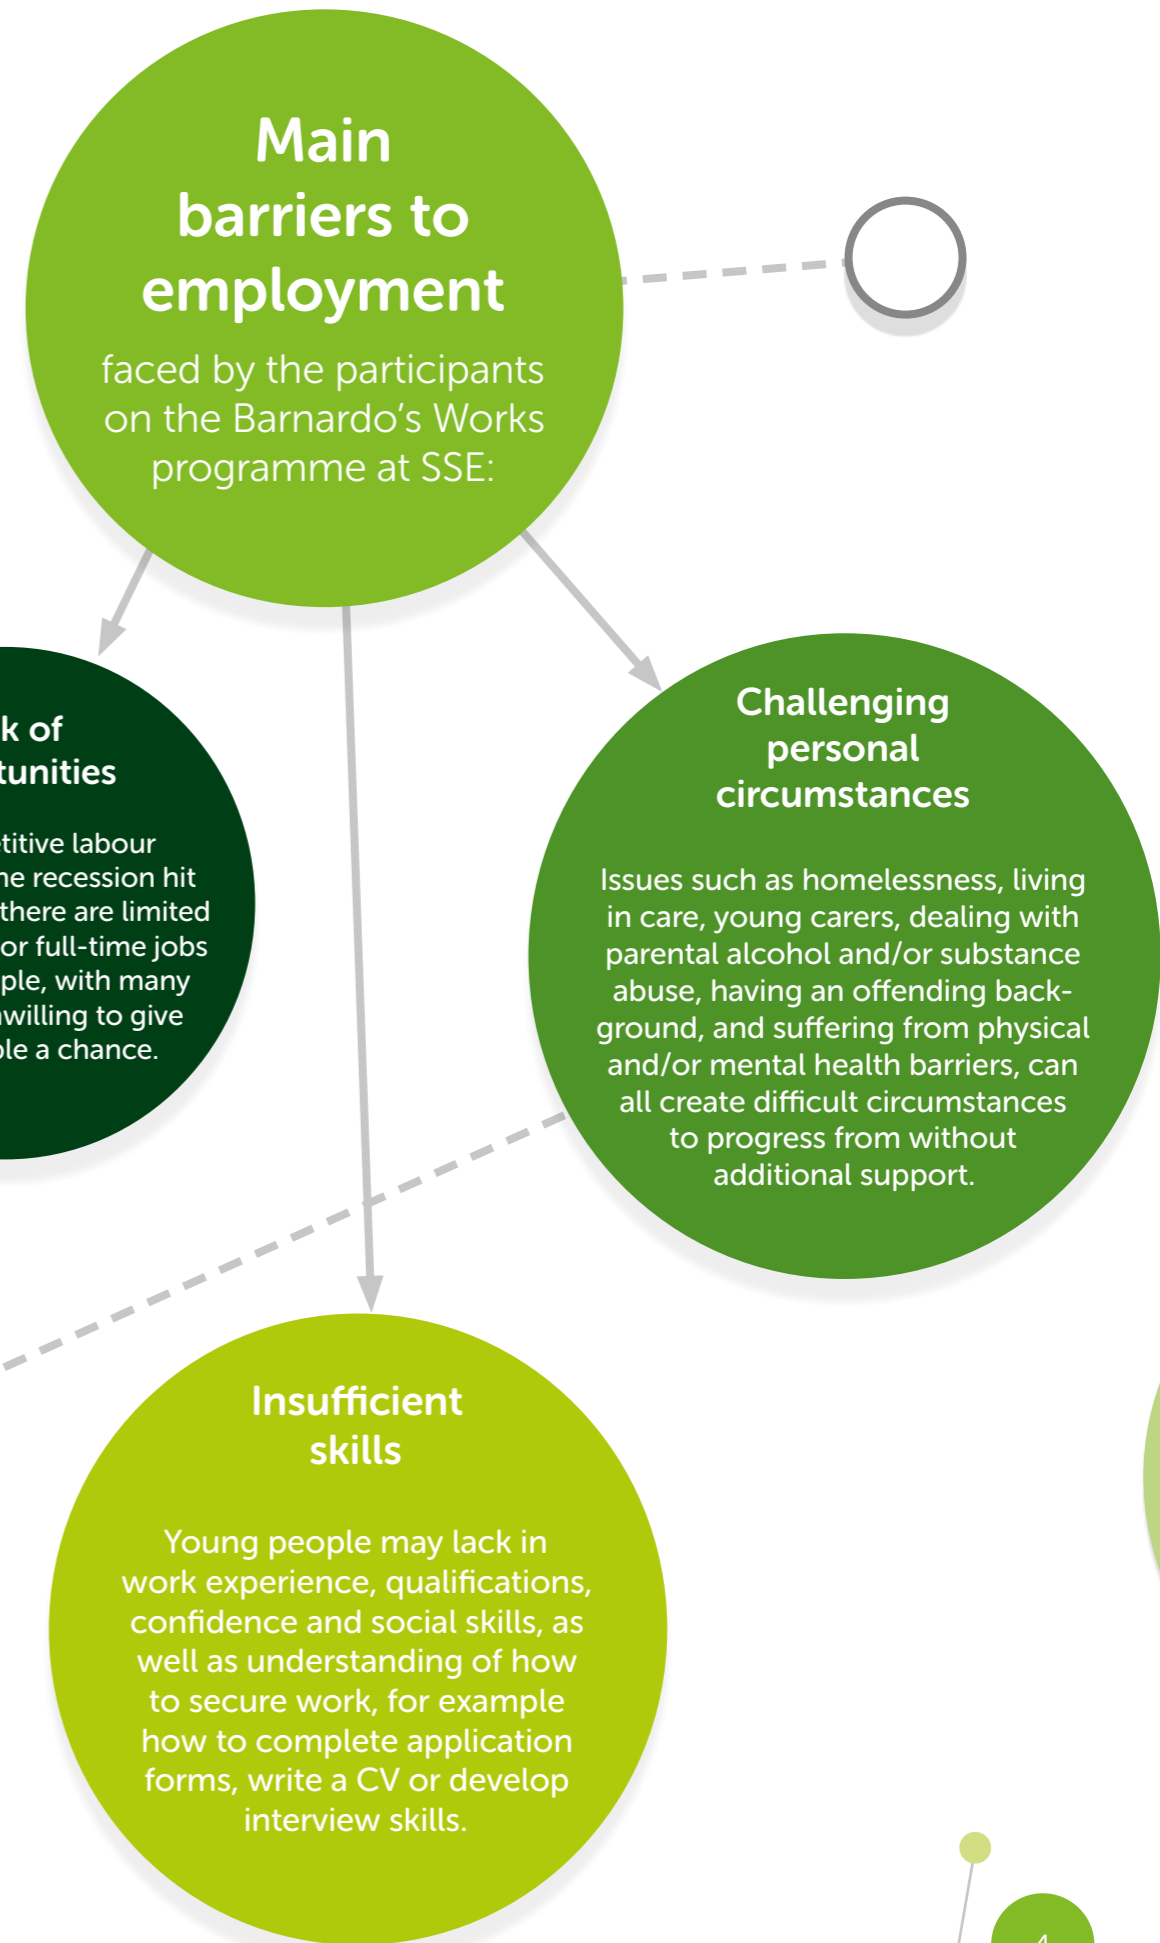 Main
barriers to
employment
faced by the participants
on the Barnardo’s Works
programme at SSE:
k of
tunities
etitive labour
he recession hit
there are limited
or full-time jobs
ple, with many
willing to give
le a chance.
Challenging
personal
circumstances
Issues such as homelessness, living
in care, young carers, dealing with
parental alcohol and/or substance
abuse, having an offending back-
ground, and suffering from physical
and/or mental health barriers, can
all create difficult circumstances
to progress from without
additional support.
Insufficient
skills
Young people may lack in
work experience, qualifications,
confidence and social skills, as
well as understanding of how
to secure work, for example
how to complete application
forms, write a CV or develop
interview skills.